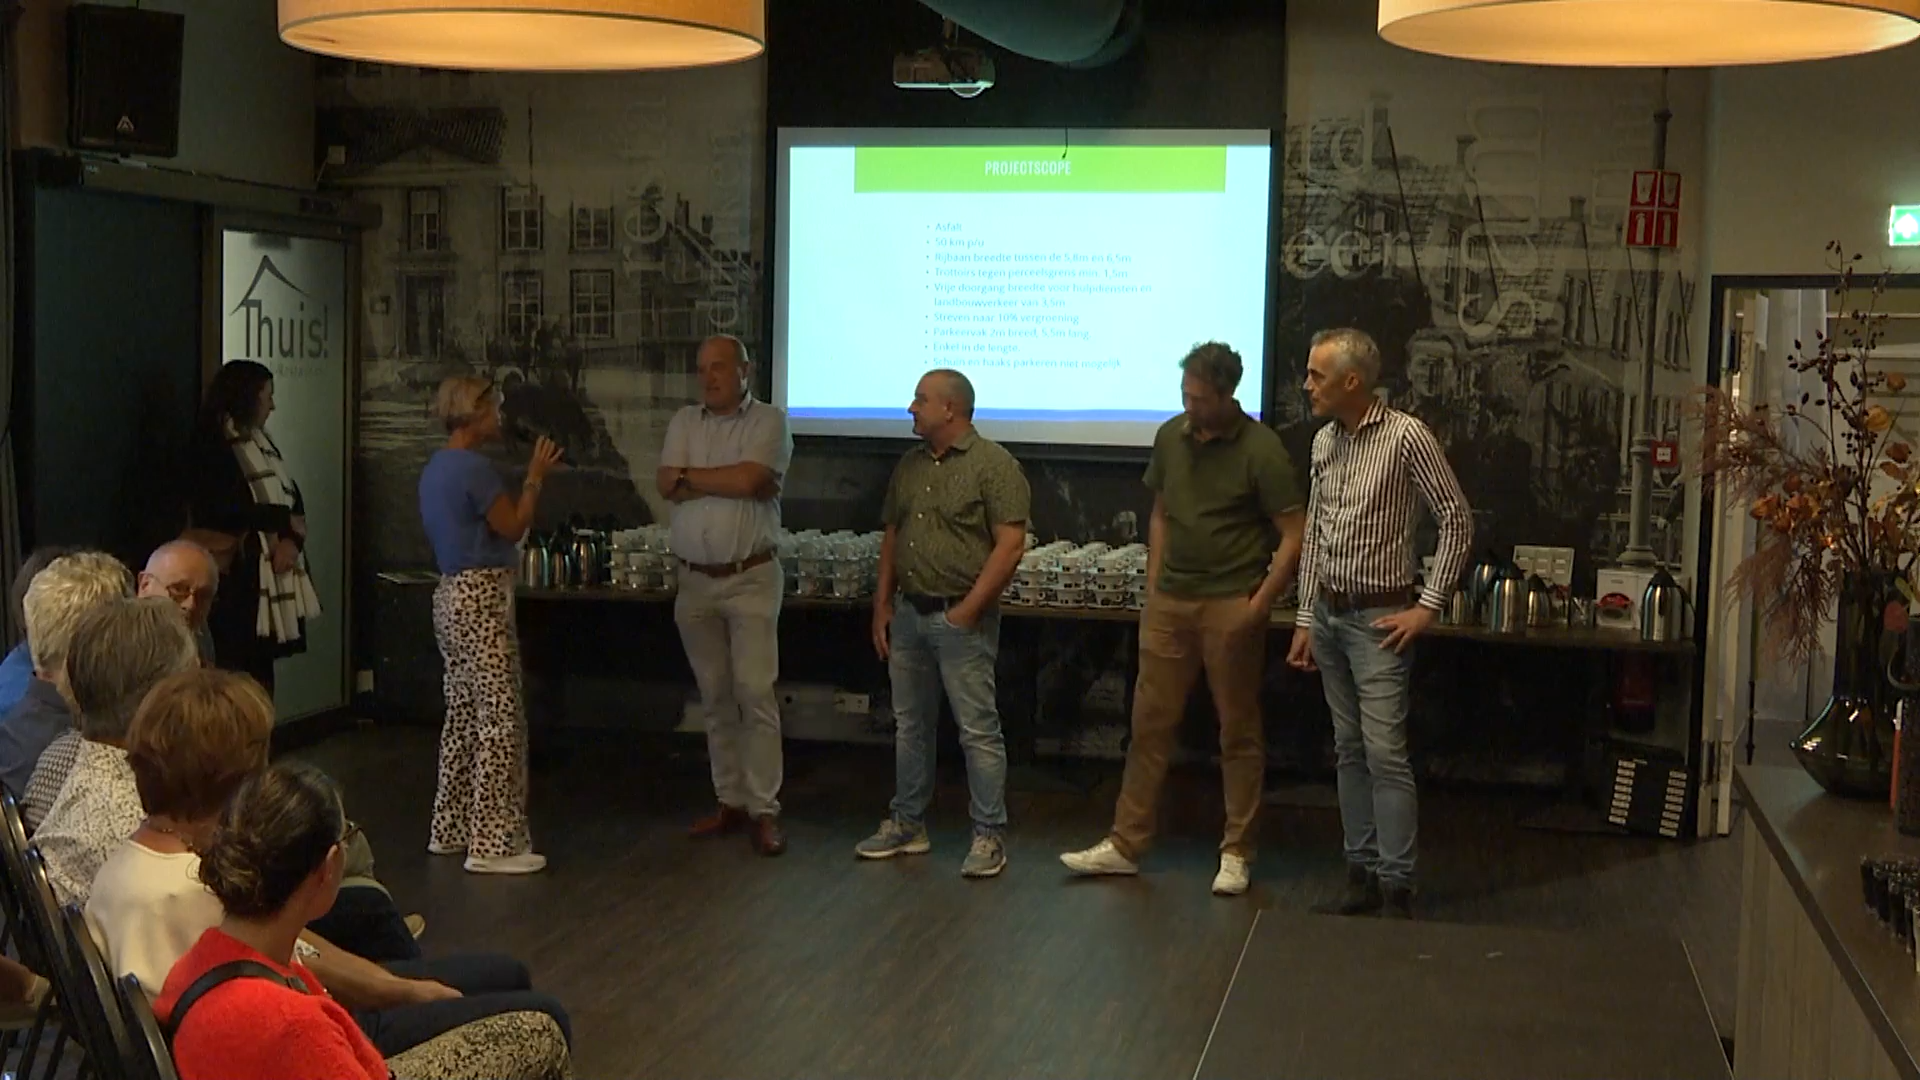 PROJECTSCOPE
• Asfalt
• 50 km p/u
• Rijbaan breedte tussen de 5,8m en 6,5m
• Trottoirs tegen perceelsgrens min. 1,5m
• Vrije doorgang breedte voor hulpdiensten en
landbouwverkeer van 3,5m
• Streven naar 10% vergroening
• Parkeervak 2m breed, 5,5m lang
• Enkel in de lengte.
• Schuin en haaks parkeren niet mogelijk
Thuis!